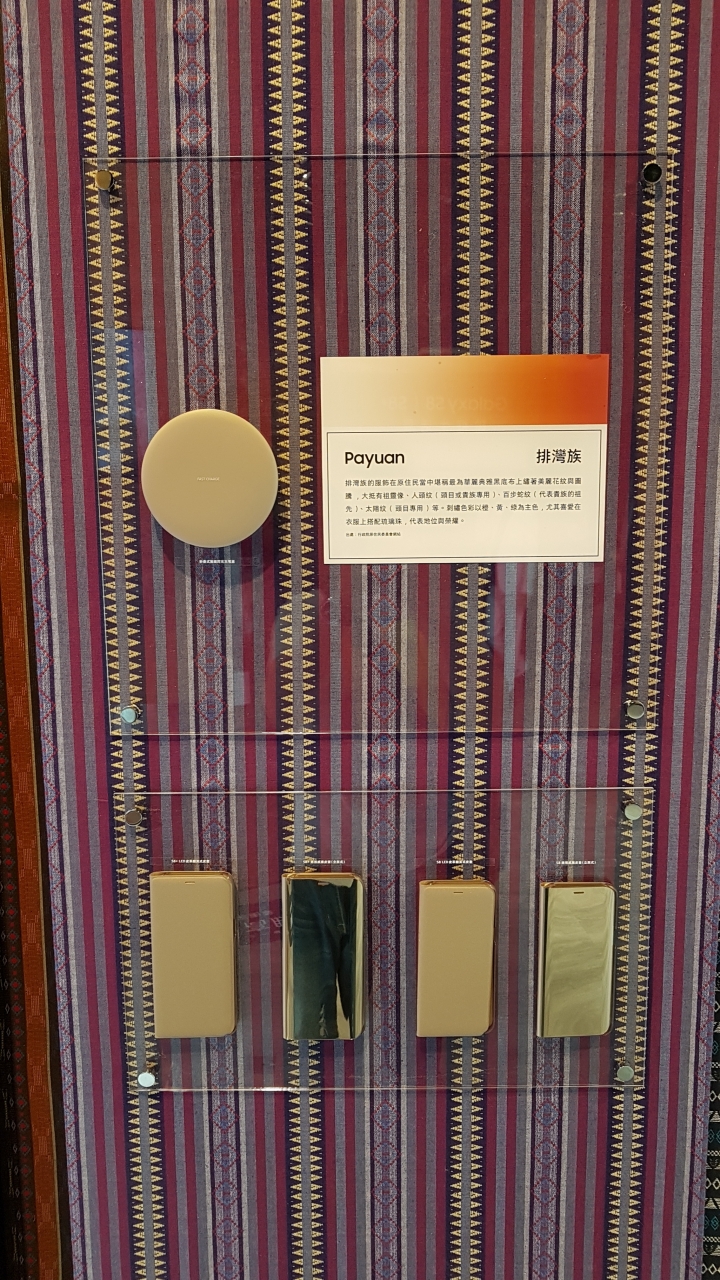 Payuan 排灣族
排灣族的服飾在原住民當中堪稱最為華麗典雅黑底布上繡著美麗花紋與圖
騰，大抵有祖靈像、人頭紋（頭目或貴族專用）、百步蛇紋（代表貴族的祖
先）、太陽紋（頭目專用）等。刺繡色彩以橙、黃、綠為主色，尤其喜愛在
衣服上搭配琉璃珠，代表地位與榮耀。